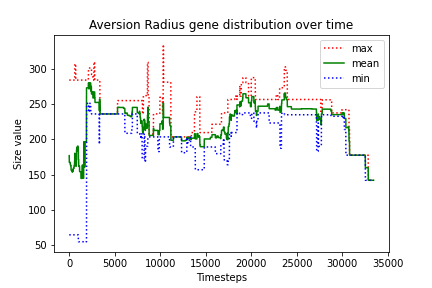 Aversion Radius gene distribution over time
max
mean
min
Size value
300
250
200
150
100
50
0 5000 10000 15000 20000 25000 30000 35000
Timesteps